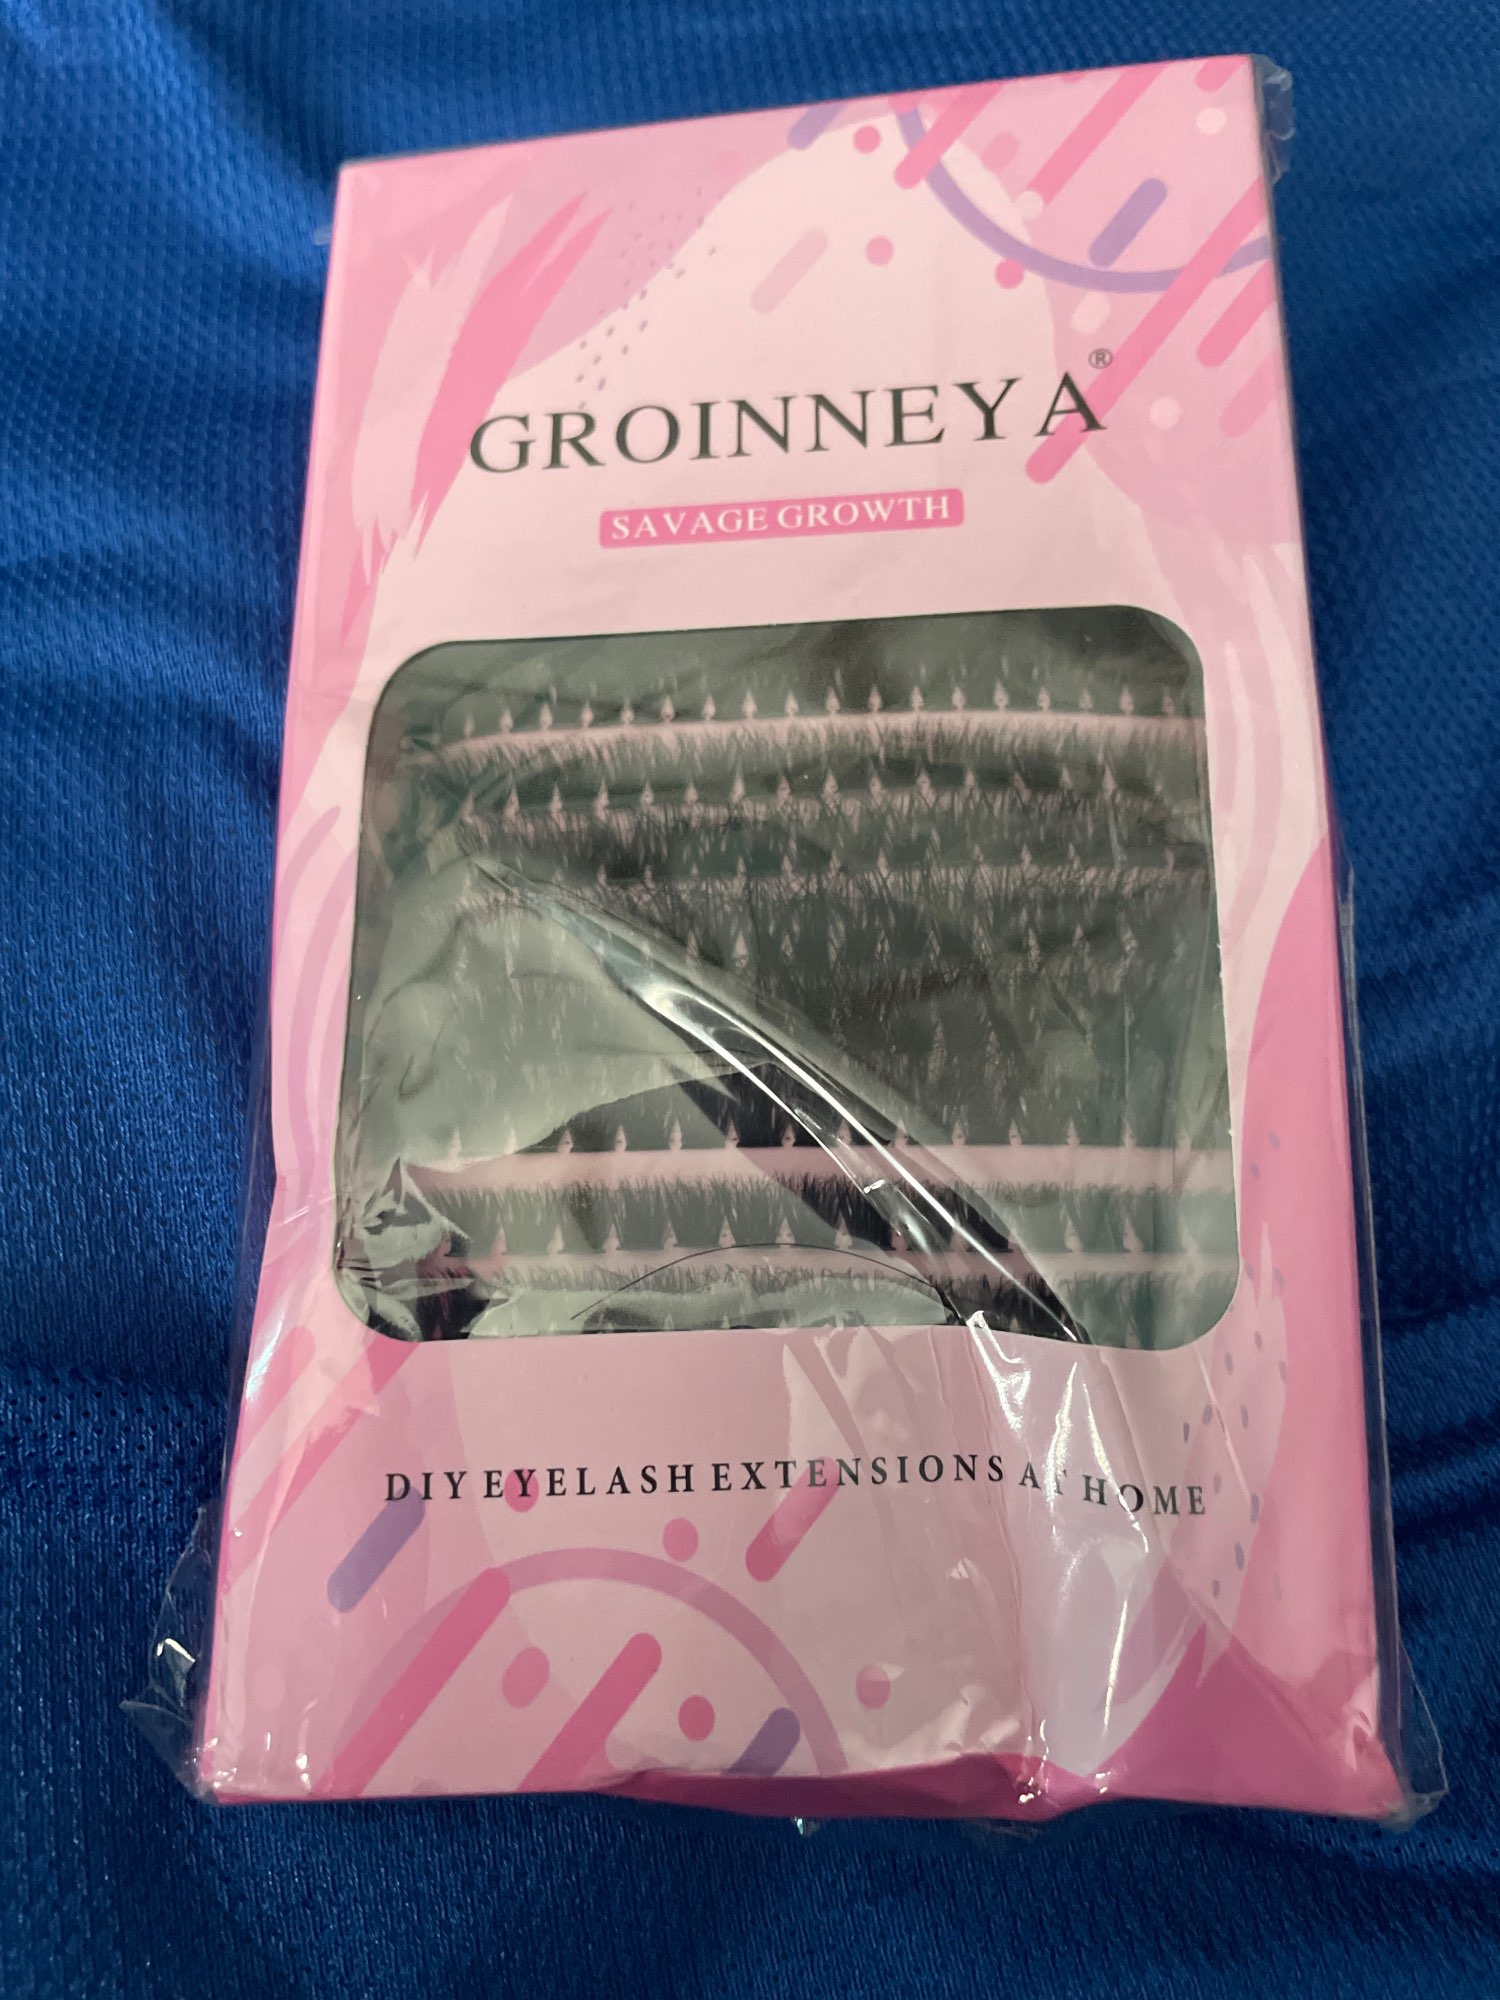 GROINNEYA®
SAVAGE GROWTH
DIY EYELASH EXTENSIONS AT HOME